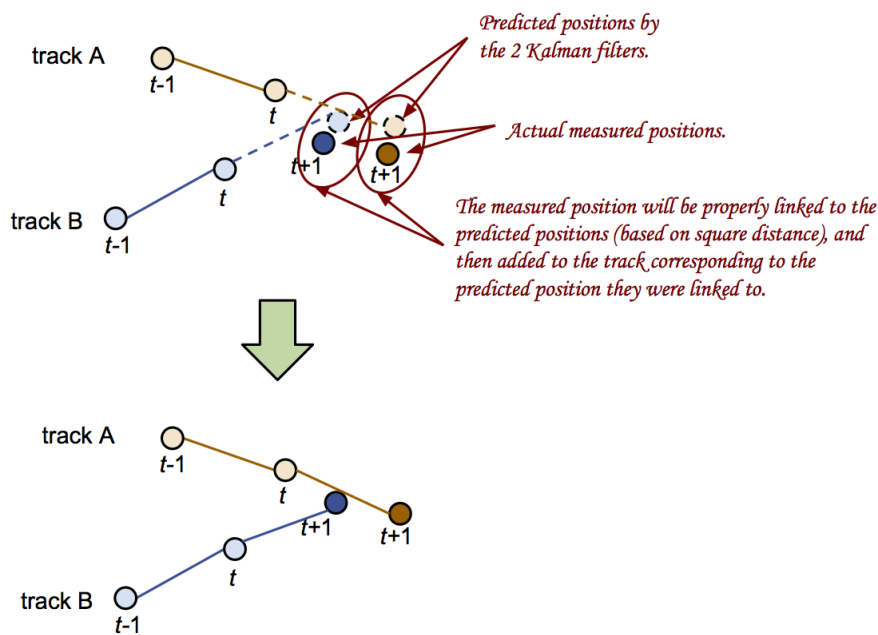 Predicted positions by
the 2 Kalman filters.
track A
t-1
t
Actual measured positions.
t+1
t+1
t
track B
t-1
The measured position will be properly linked to the
predicted positions (based on square distance), and
then added to the track corresponding to the
predicted position they were linked to.
track A
t-1
t
t+1
t+1
t
track B
t-1